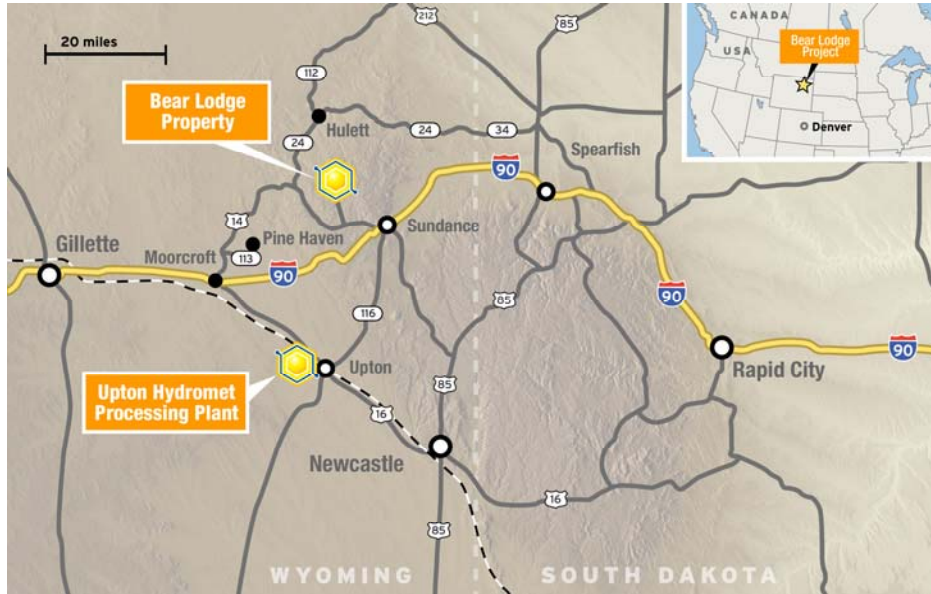 20 miles
212
85
CANADA
USA
Bear Lodge
Project
Denver
112
Bear Lodge
Property
Hulett
24
24
34
85
Spearfish
90
14
Sundance
Pine Haven
Gillette
Moorcroft
113
90
90
85
116
90
Rapid City
Upton Hydromet
Processing Plant
Upton
85
16
Newcastle
16
85
WYOMING
SOUTH DAKOTA